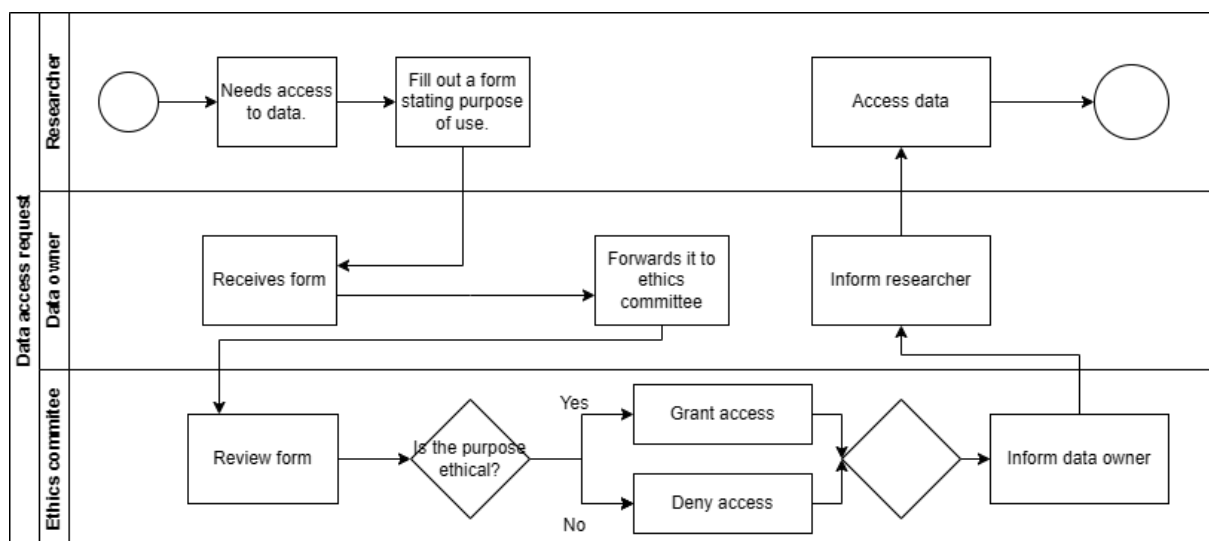 Data access request
Researcher
Needs access
to data.
Fill out a form
stating purpose
of use.
Access data
Data owner
Receives form
Forwards it to
ethics
committee
Inform researcher
Ethics commitee
Review form
Is the purpose
ethical?
Yes
No
Grant access
Deny access
Inform data owner